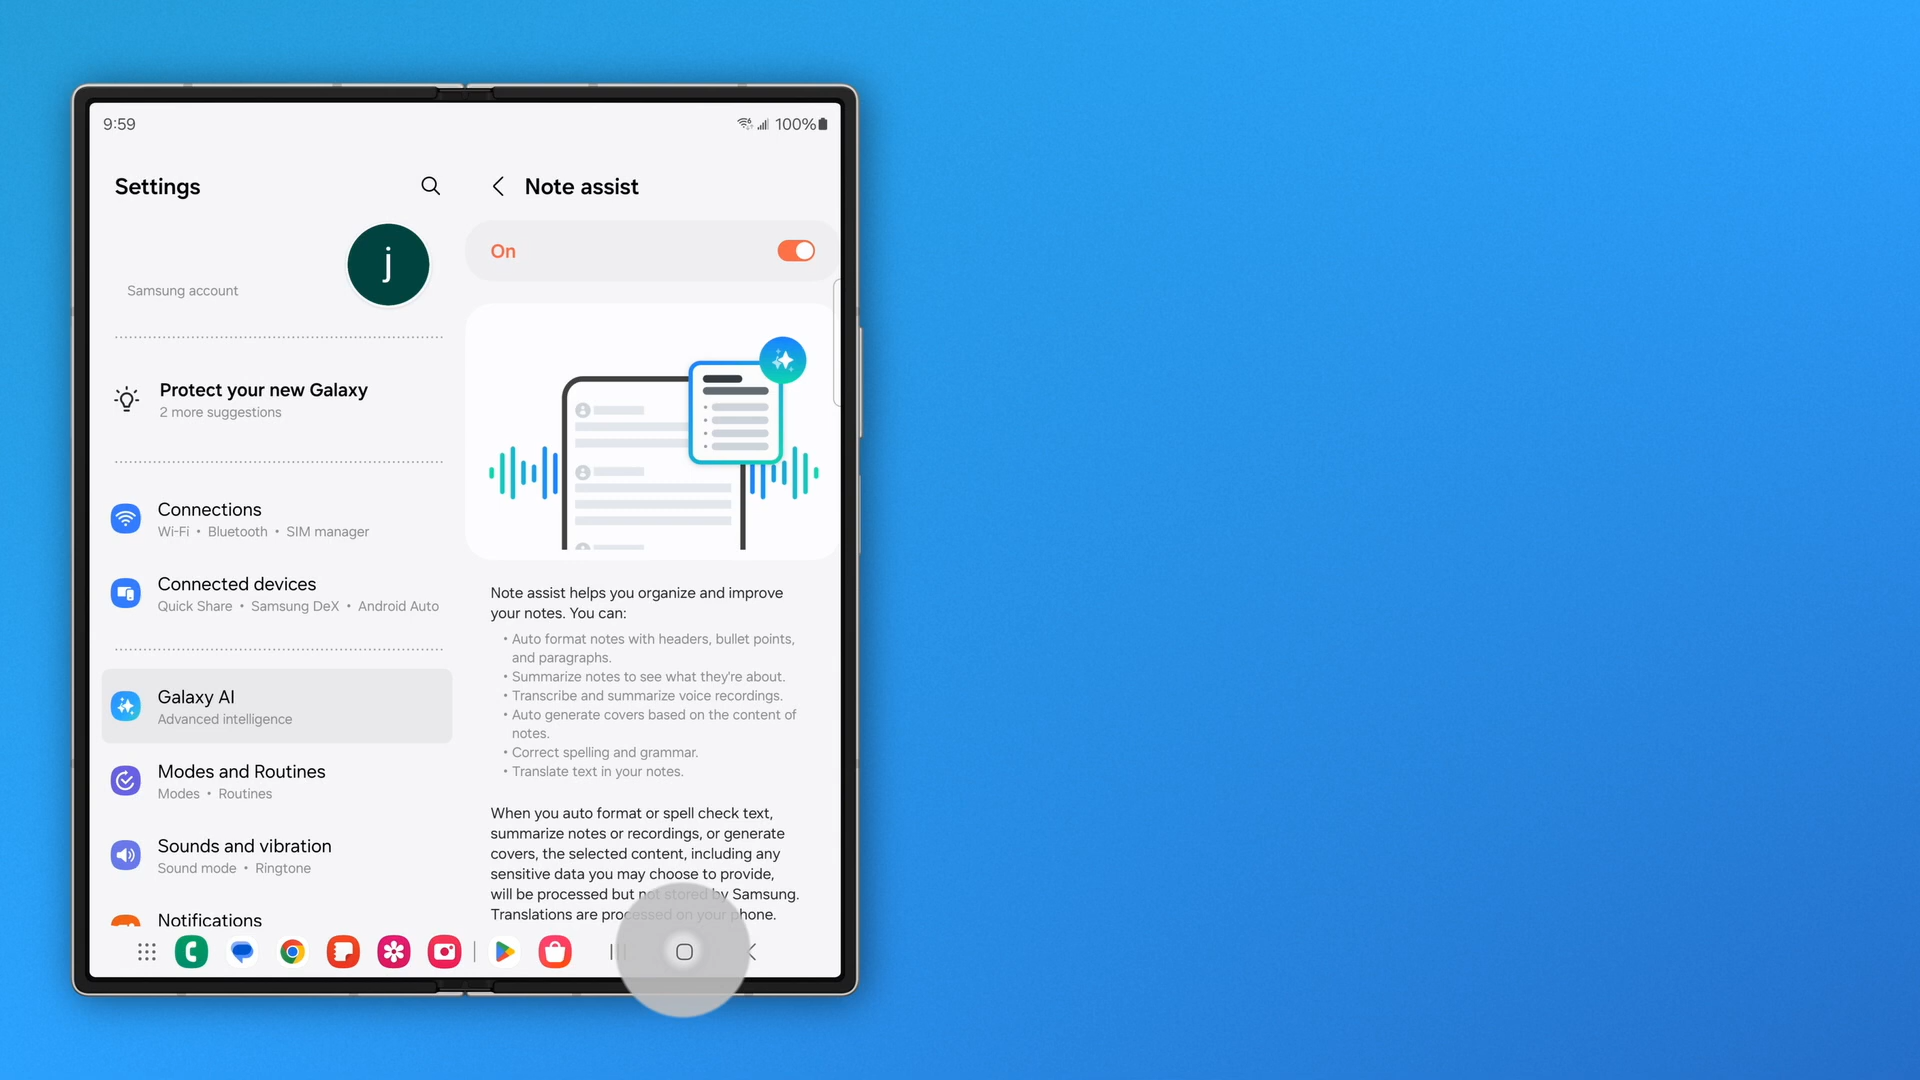 9:59
100%
Settings
j
Samsung account
Protect your new Galaxy
2 more suggestions
Connections
Wi-Fi • Bluetooth • SIM manager
Connected devices
Quick Share • Samsung DeX • Android Auto
Galaxy AI
Advanced intelligence
Modes and Routines
Modes • Routines
Sounds and vibration
Sound mode • Ringtone
Notifications
Note assist
On
Note assist helps you organize and improve
your notes. You can:
• Auto format notes with headers, bullet points,
and paragraphs.
• Summarize notes to see what they're about.
• Transcribe and summarize voice recordings.
• Auto generate covers based on the content of
notes.
• Correct spelling and grammar.
• Translate text in your notes.
When you auto format or spell check text,
summarize notes or recordings, or generate
covers, the selected content, including any
sensitive data you may choose to provide,
will be processed but not stored by Samsung.
Translations are processed on your phone.